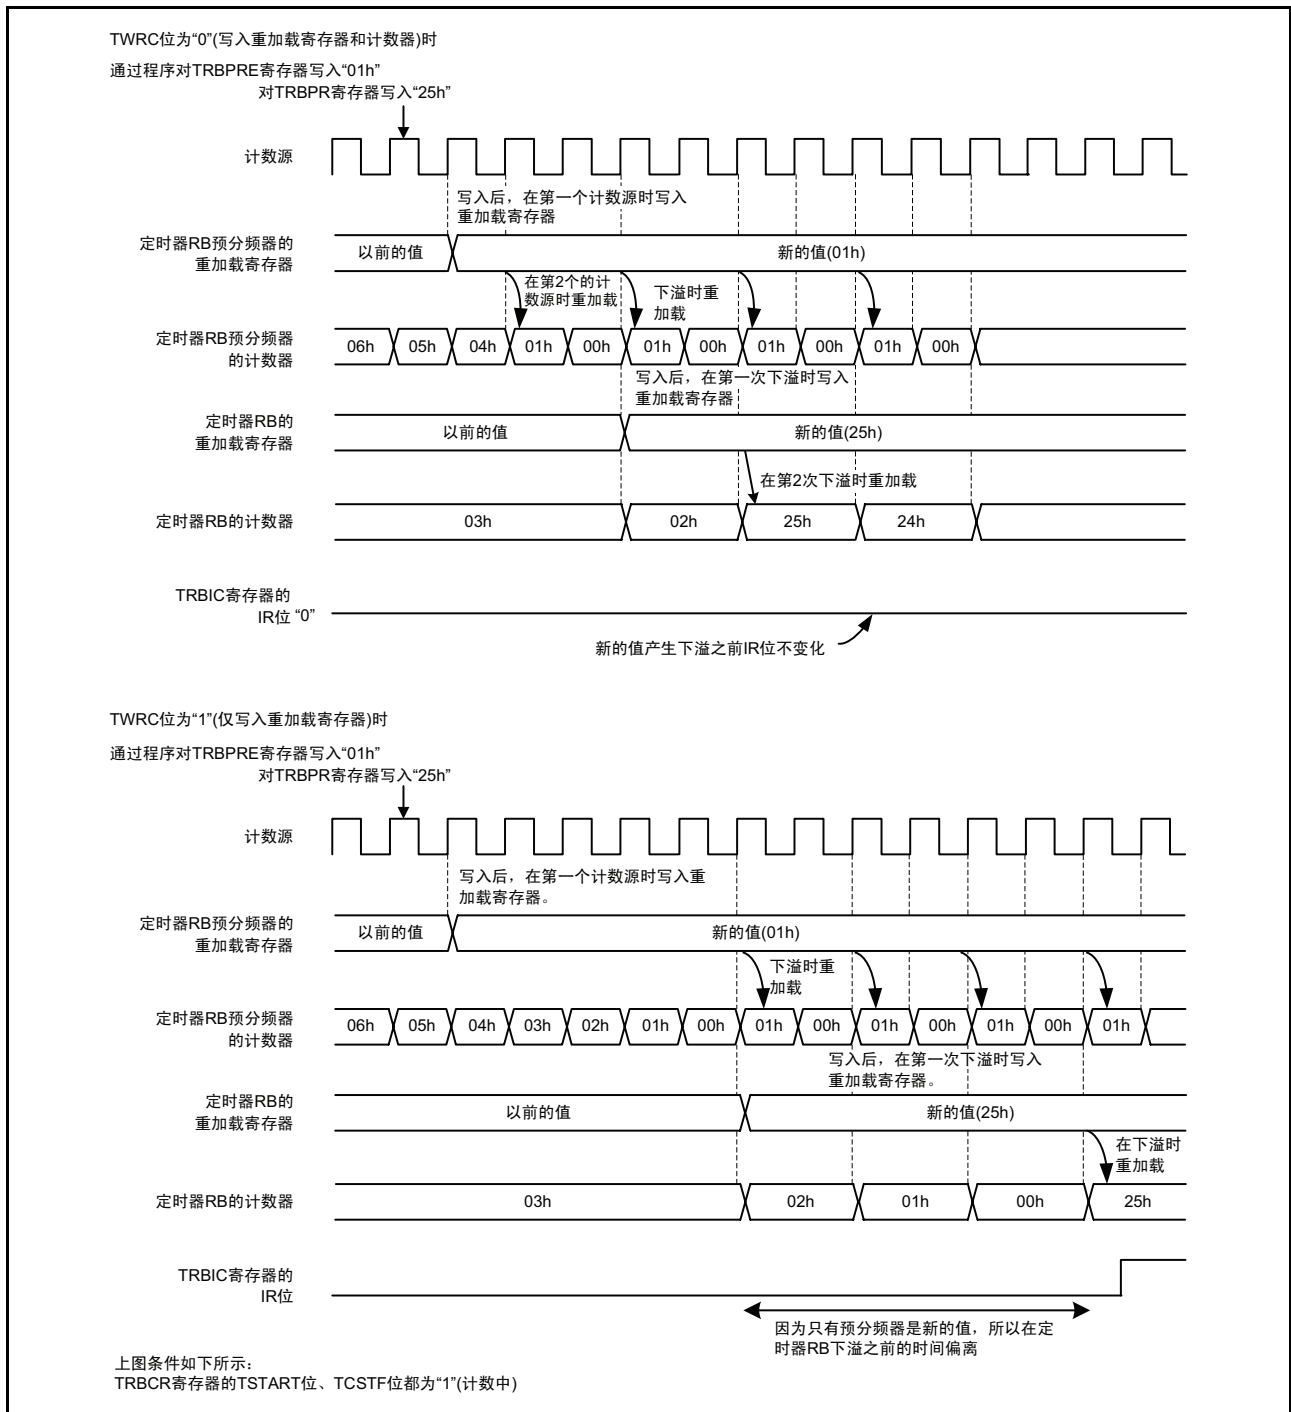 TWRC位为“0”(写入重加载寄存器和计数器)时
通过程序对TRBPRE寄存器写入“01h”
对TRBPR寄存器写入“25h”
计数源
写入后，在第一个计数源时写入
重加载寄存器
定时器RB预分频器的
重加载寄存器
以前的值
新的值(01h)
在第2个的计
数源时重加载
下溢时重
加载
定时器RB预分频器
的计数器
06h 05h 04h 01h 00h 01h 00h 01h 00h 01h 00h
写入后，在第一次下溢时写入
重加载寄存器
定时器RB的
重加载寄存器
以前的值
新的值(25h)
在第2次下溢时重加载
定时器RB的计数器
03h 02h 25h 24h
TRBIC寄存器的
IR位 “0”
新的值产生下溢之前IR位不变化
TWRC位为“1”(仅写入重加载寄存器)时
通过程序对TRBPRE寄存器写入“01h”
对TRBPR寄存器写入“25h”
计数源
写入后，在第一个计数源时写入重
加载寄存器。
定时器RB预分频器的
重加载寄存器
以前的值
新的值(01h)
下溢时重
加载
定时器RB预分频器
的计数器
06h 05h 04h 03h 02h 01h 00h 01h 00h 01h 00h 01h 00h 01h
写入后，在第一次下溢时写入
重加载寄存器。
定时器RB的
重加载寄存器
以前的值
新的值(25h)
在下溢时
重加载
定时器RB的计数器
03h 02h 01h 00h 25h
TRBIC寄存器的
IR位
因为只有预分频器是新的值，所以在定
时器RB下溢之前的时间偏离
上图条件如下所示：
TRBCR寄存器的TSTART位、TCSTF位都为“1”(计数中)